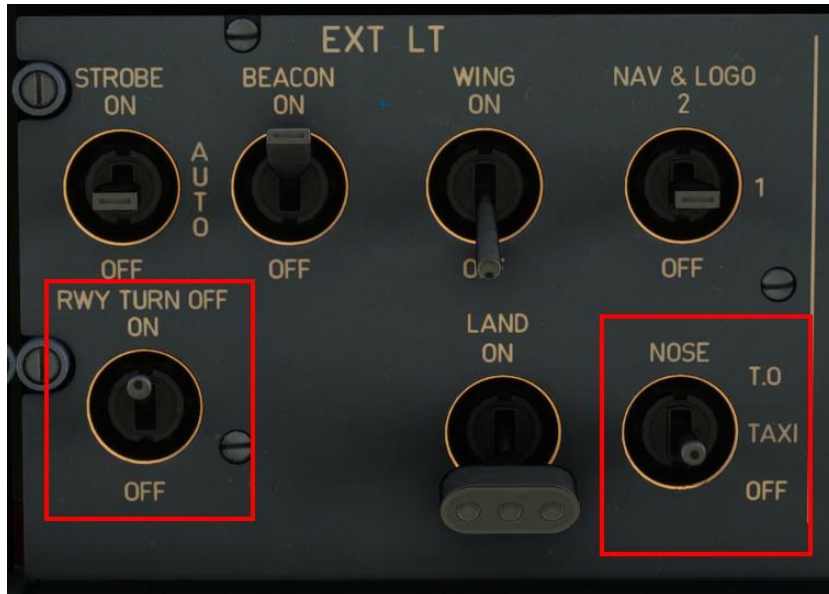 EXT LT
STROBE
ON
BEACON
ON
WING
ON
NAV & LOGO
2
AUTO
1
OFF
OFF
OFF
OFF
RWY TURN OFF
ON
LAND
ON
NOSE
T.O
TAXI
OFF
OFF